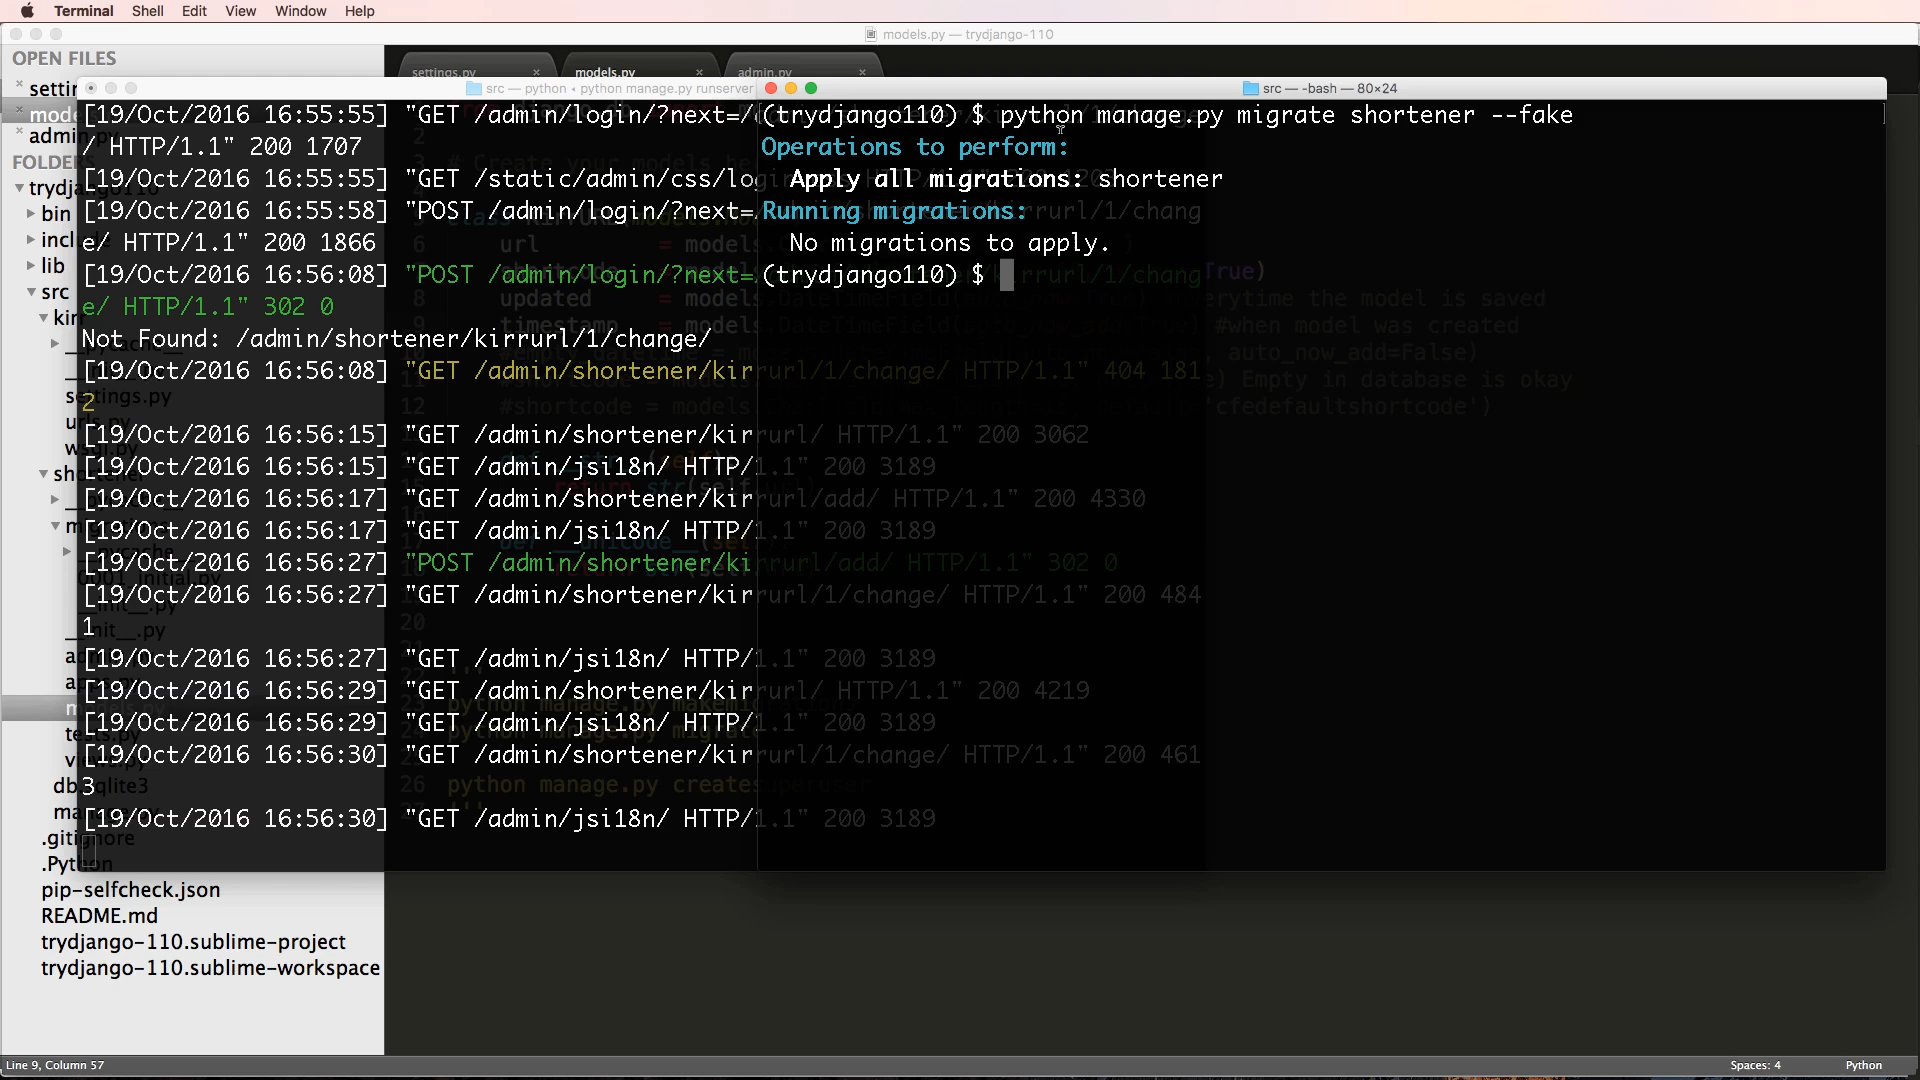 Terminal Shell Edit View Window Help
models.py — trydjango-110
OPEN FILES
settings.py × models.py × admin.py ×
src — python • python manage.py runserver
src — -bash — 80×24
admin.py
FOLDERS
bin
lib
src
[19/Oct/2016 16:55:55] "GET /admin/login/?next=/
/ HTTP/1.1" 200 1707
[19/Oct/2016 16:55:55] "GET /static/admin/css/log
[19/Oct/2016 16:55:58] "POST /admin/login/?next=
e/ HTTP/1.1" 200 1866
[19/Oct/2016 16:56:08] "POST /admin/login/?next=
e/ HTTP/1.1" 302 0
Not Found: /admin/shortener/kirrurl/1/change/
[19/Oct/2016 16:56:08] "GET /admin/shortener/kirrurl/1/change/ HTTP/1.1" 404 181
2
[19/Oct/2016 16:56:15] "GET /admin/shortener/kirrurl/ HTTP/1.1" 200 3062
[19/Oct/2016 16:56:15] "GET /admin/jsi18n/ HTTP/1.1" 200 3189
[19/Oct/2016 16:56:17] "GET /admin/shortener/kirrurl/add/ HTTP/1.1" 200 4330
[19/Oct/2016 16:56:17] "GET /admin/jsi18n/ HTTP/1.1" 200 3189
[19/Oct/2016 16:56:27] "POST /admin/shortener/kirrurl/add/ HTTP/1.1" 302 0
[19/Oct/2016 16:56:27] "GET /admin/shortener/kirrurl/1/change/ HTTP/1.1" 200 484
1
[19/Oct/2016 16:56:27] "GET /admin/jsi18n/ HTTP/1.1" 200 3189
[19/Oct/2016 16:56:29] "GET /admin/shortener/kirrurl/ HTTP/1.1" 200 4219
[19/Oct/2016 16:56:29] "GET /admin/jsi18n/ HTTP/1.1" 200 3189
[19/Oct/2016 16:56:30] "GET /admin/shortener/kirrurl/1/change/ HTTP/1.1" 200 461
3
[19/Oct/2016 16:56:30] "GET /admin/jsi18n/ HTTP/1.1" 200 3189
(trydjango110) $ python manage.py migrate shortener --fake
Operations to perform:
Apply all migrations: shortener
Running migrations:
No migrations to apply.
(trydjango110) $
26 python manage.py createsuperuser
.gitignore
.Python
pip-selfcheck.json
README.md
trydjango-110.sublime-project
trydjango-110.sublime-workspace
Line 9, Column 57
Spaces: 4
Python